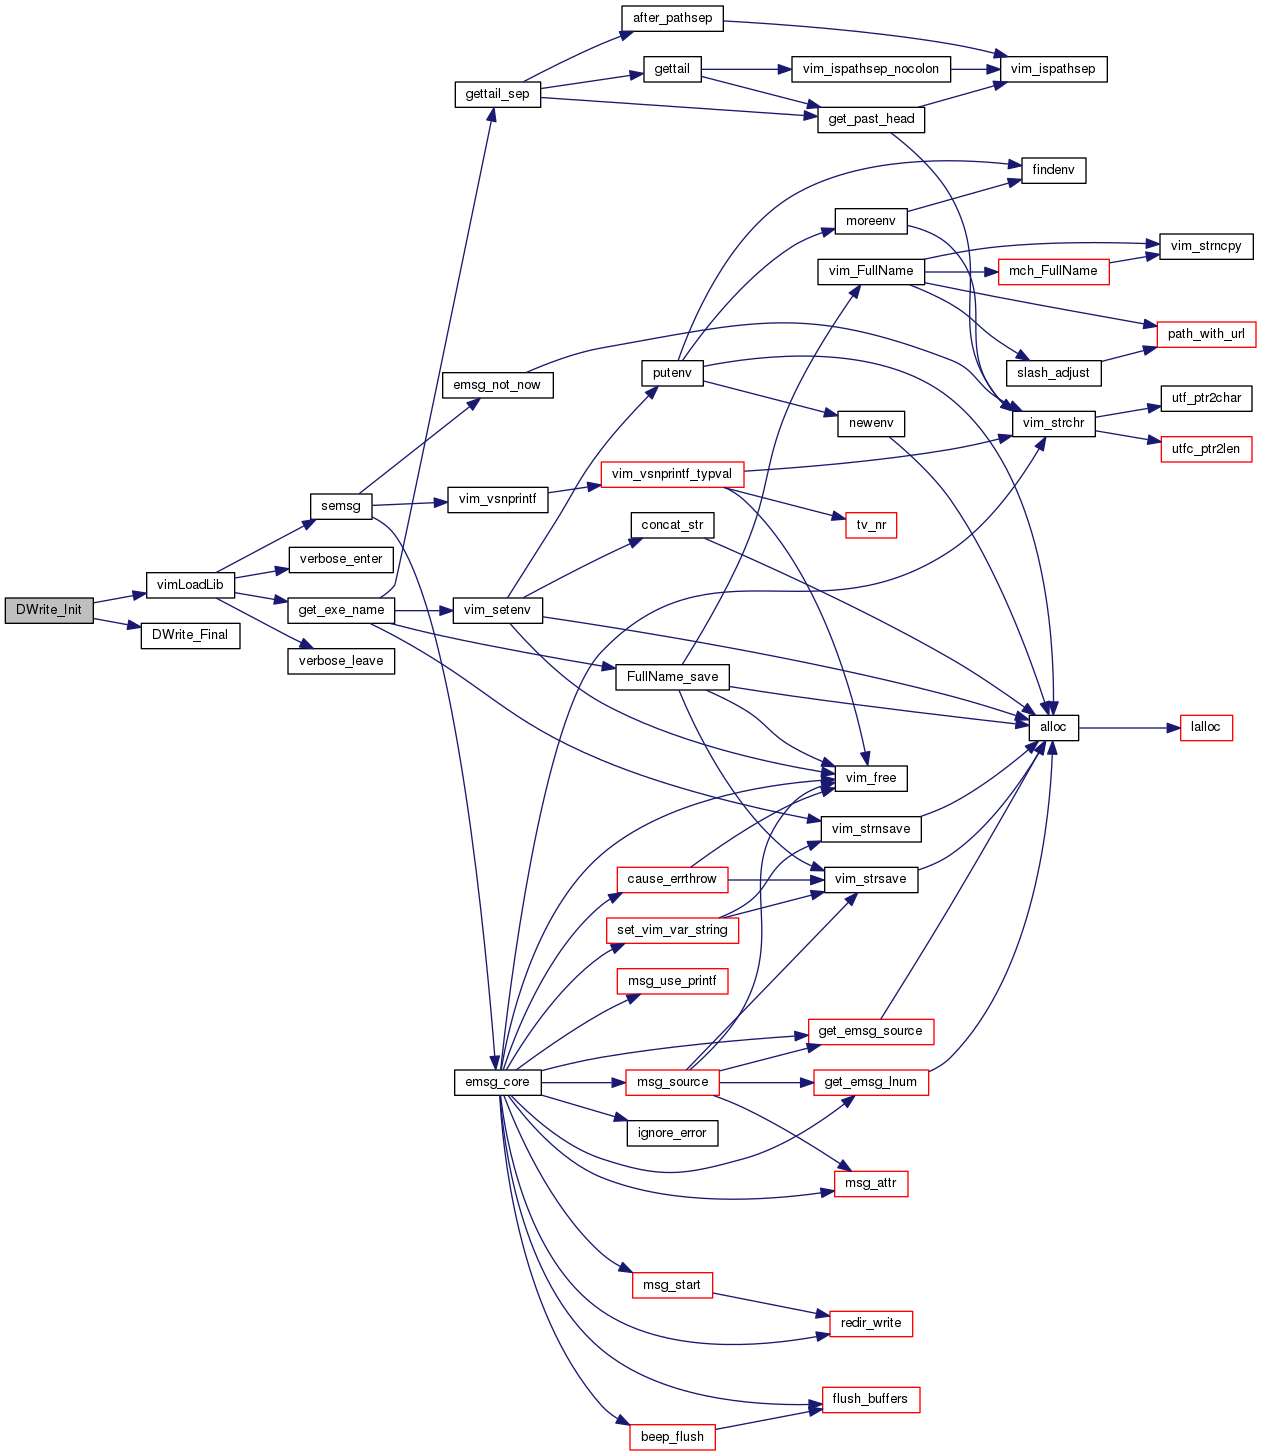 after_pathsep
gettail
vim_ispathsep_nocolon
vim_ispathsep
gettail_sep
get_past_head
findenv
moreenv
vim_strncpy
vim_FullName
mch_FullName
path_with_url
putenv
slash_adjust
emsg_not_now
utf_ptr2char
newenv
vim_strchr
utfc_ptr2len
vim_vsnprintf_typval
vim_vsnprintf
semsg
concat_str
tv_nr
verbose_enter
vimLoadLib
DWrite_Init
get_exe_name
vim_setenv
DWrite_Final
verbose_leave
FullName_save
alloc
lalloc
vim_free
vim_strnsave
cause_errthrow
vim_strsave
set_vim_var_string
msg_use_printf
get_emsg_source
emsg_core
msg_source
get_emsg_lnum
ignore_error
msg_attr
msg_start
redir_write
flush_buffers
beep_flush